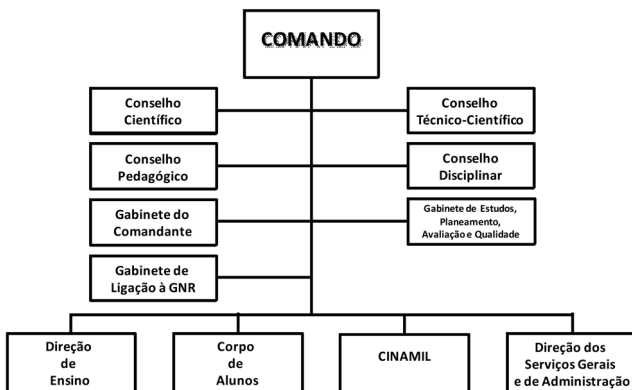 COMANDO
Conselho
Científico
Conselho
Técnico-Científico
Conselho
Pedagógico
Conselho
Disciplinar
Gabinete do
Comandante
Gabinete de Estudos,
Planeamento,
Avaliação e Qualidade
Gabinete de
Ligação à GNR
Direção
de
Ensino
Corpo
de
Alunos
CINAMIL
Direção dos
Serviços Gerais
e de Administração